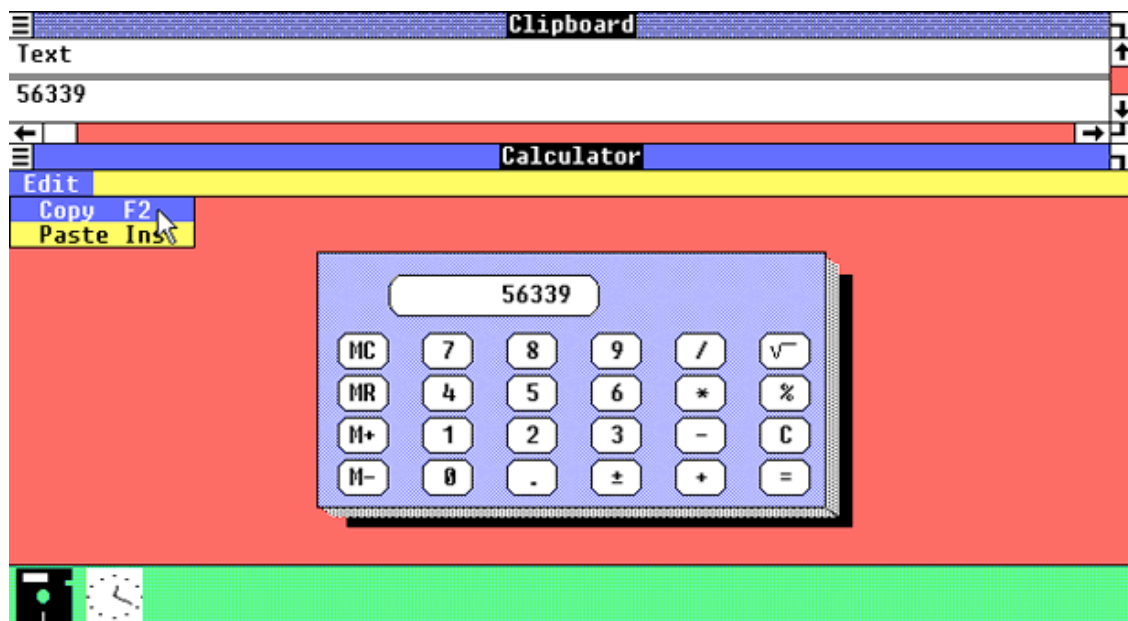 Clipboard
Text
56339
Calculator
Edit
Copy F2
Paste Ins
56339
MC 7 8 9 / √
MR 4 5 6 * %
M+ 1 2 3 - C
M- 0 . ± + =